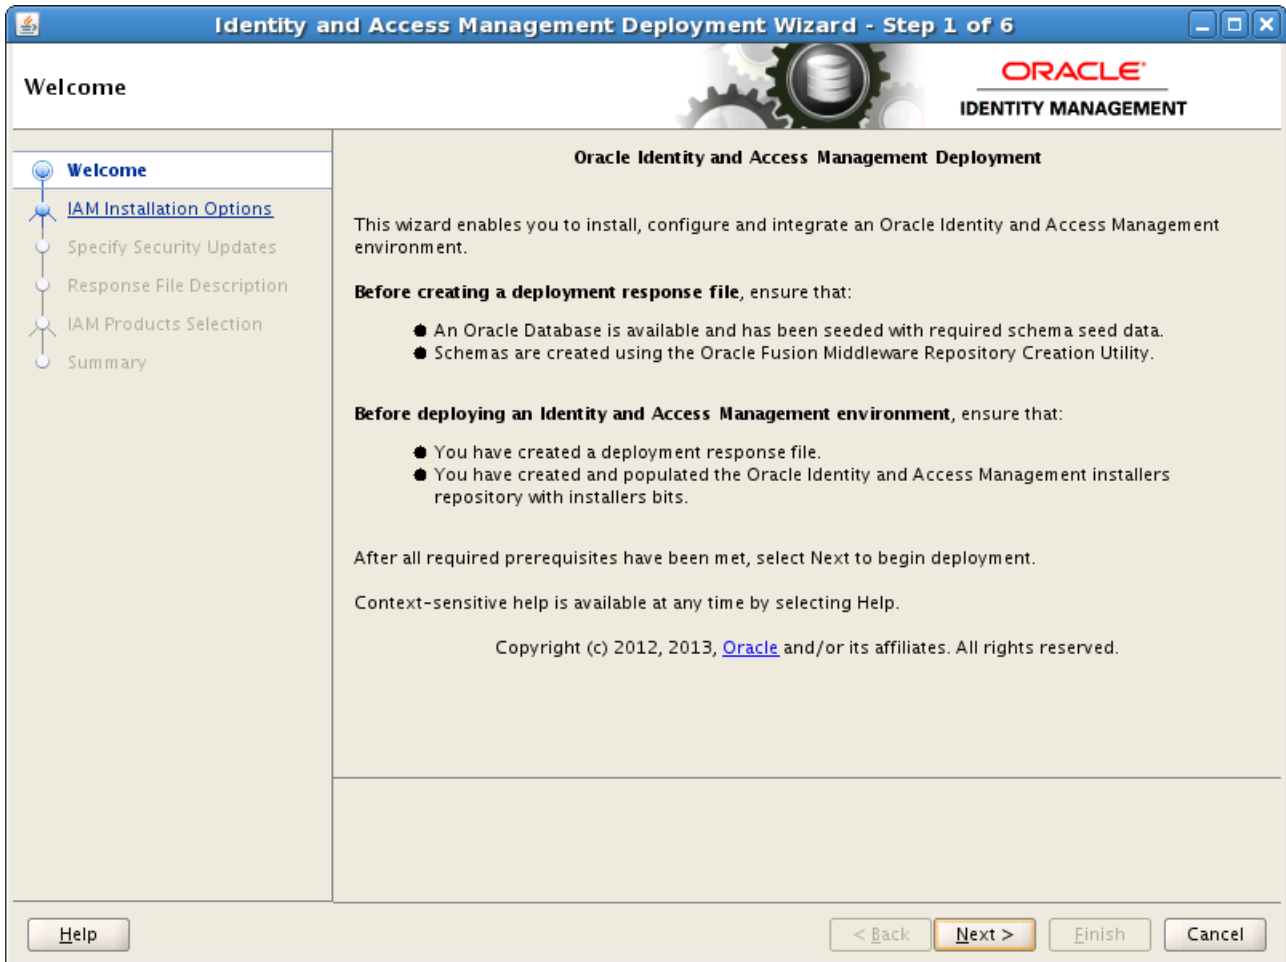 Identity and Access Management Deployment Wizard - Step 1 of 6
Welcome
ORACLE
IDENTITY MANAGEMENT
Welcome
IAM Installation Options
Specify Security Updates
Response File Description
IAM Products Selection
Summary
Oracle Identity and Access Management Deployment
This wizard enables you to install, configure and integrate an Oracle Identity and Access Management
environment.
Before creating a deployment response file, ensure that:
● An Oracle Database is available and has been seeded with required schema seed data.
● Schemas are created using the Oracle Fusion Middleware Repository Creation Utility.
Before deploying an Identity and Access Management environment, ensure that:
● You have created a deployment response file.
● You have created and populated the Oracle Identity and Access Management installers
repository with installers bits.
After all required prerequisites have been met, select Next to begin deployment.
Context-sensitive help is available at any time by selecting Help.
Copyright (c) 2012, 2013, Oracle and/or its affiliates. All rights reserved.
Help
< Back
Next >
Finish
Cancel